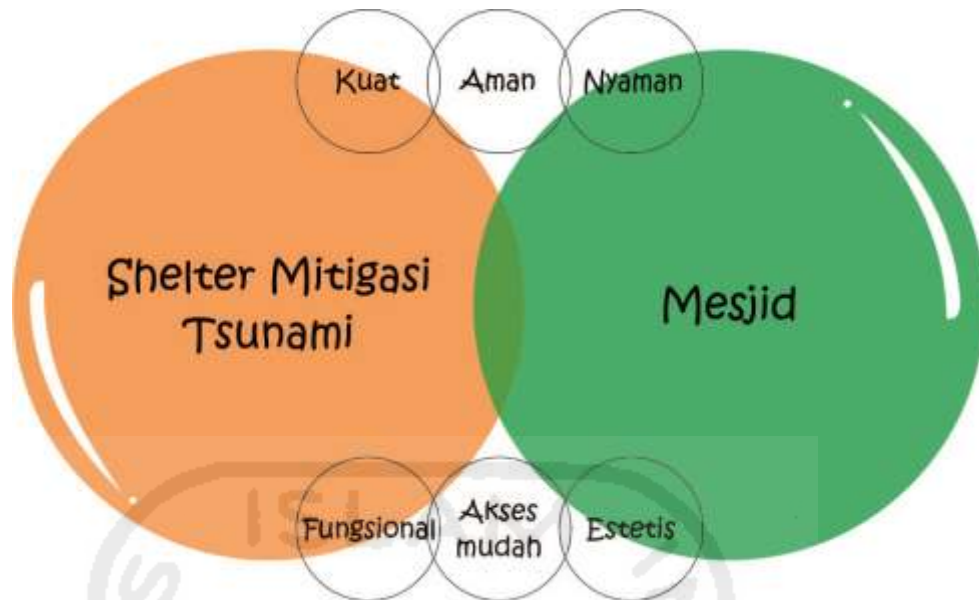 Kuat
Aman
Nyaman
Shelter Mitigasi
Tsunami
Mesjid
Fungsional
Akses
mudah
Estetis